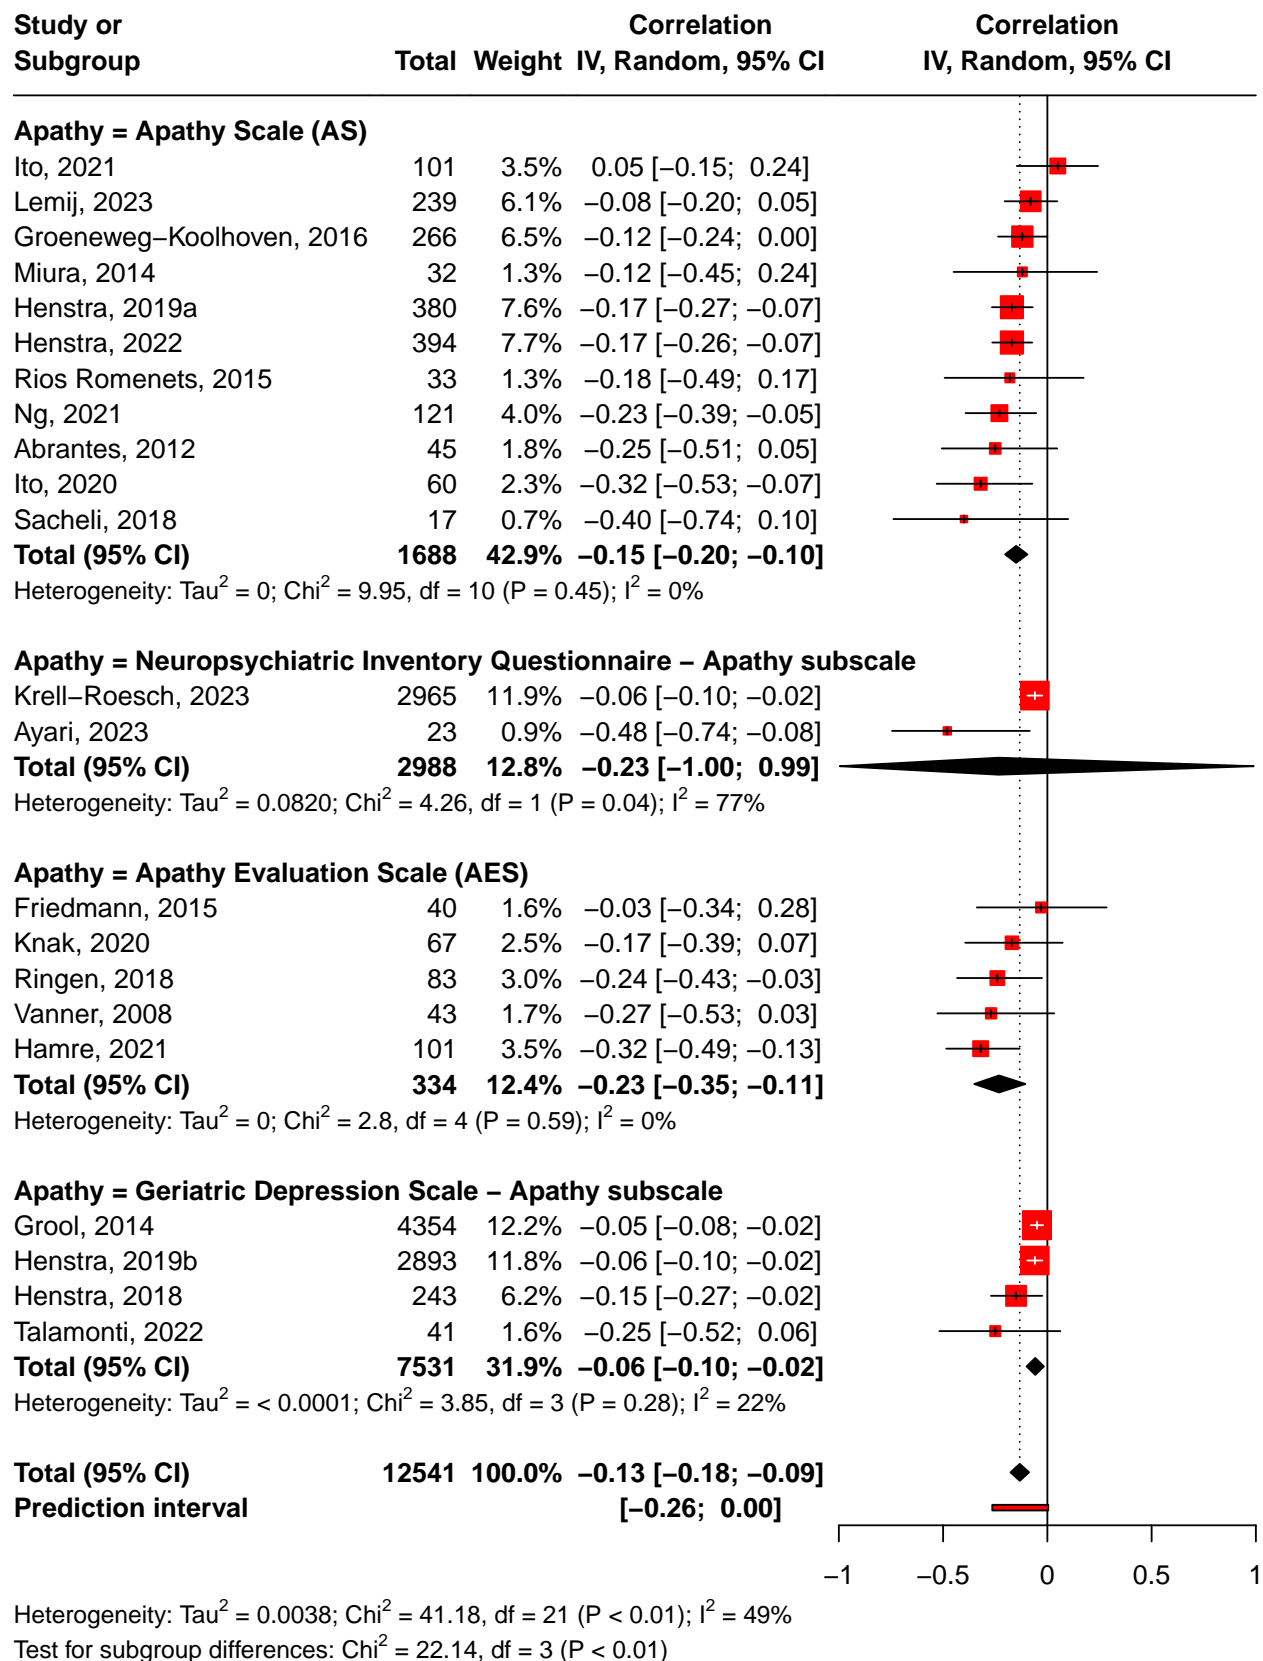 Study or Correlation Correlation
Subgroup Total Weight IV, Random, 95% CI IV, Random, 95% CI
Apathy = Apathy Scale (AS)
Ito, 2021 101 3.5% 0.05 [−0.15; 0.24]
Lemij, 2023 239 6.1% −0.08 [−0.20; 0.05]
Groeneweg−Koolhoven, 2016 266 6.5% −0.12 [−0.24; 0.00]
Miura, 2014 32 1.3% −0.12 [−0.45; 0.24]
Henstra, 2019a 380 7.6% −0.17 [−0.27; −0.07]
Henstra, 2022 394 7.7% −0.17 [−0.26; −0.07]
Rios Romenets, 2015 33 1.3% −0.18 [−0.49; 0.17]
Ng, 2021 121 4.0% −0.23 [−0.39; −0.05]
Abrantes, 2012 45 1.8% −0.25 [−0.51; 0.05]
Ito, 2020 60 2.3% −0.32 [−0.53; −0.07]
Sacheli, 2018 17 0.7% −0.40 [−0.74; 0.10]
Total (95% CI) 1688 42.9% −0.15 [−0.20; −0.10]
Heterogeneity: Tau² = 0; Chi² = 9.95, df = 10 (P = 0.45); I² = 0%
Apathy = Neuropsychiatric Inventory Questionnaire − Apathy subscale
Krell−Roesch, 2023 2965 11.9% −0.06 [−0.10; −0.02]
Ayari, 2023 23 0.9% −0.48 [−0.74; −0.08]
Total (95% CI) 2988 12.8% −0.23 [−1.00; 0.99]
Heterogeneity: Tau² = 0.0820; Chi² = 4.26, df = 1 (P = 0.04); I² = 77%
Apathy = Apathy Evaluation Scale (AES)
Friedmann, 2015 40 1.6% −0.03 [−0.34; 0.28]
Knak, 2020 67 2.5% −0.17 [−0.39; 0.07]
Ringen, 2018 83 3.0% −0.24 [−0.43; −0.03]
Vanner, 2008 43 1.7% −0.27 [−0.53; 0.03]
Hamre, 2021 101 3.5% −0.32 [−0.49; −0.13]
Total (95% CI) 334 12.4% −0.23 [−0.35; −0.11]
Heterogeneity: Tau² = 0; Chi² = 2.8, df = 4 (P = 0.59); I² = 0%
Apathy = Geriatric Depression Scale − Apathy subscale
Grool, 2014 4354 12.2% −0.05 [−0.08; −0.02]
Henstra, 2019b 2893 11.8% −0.06 [−0.10; −0.02]
Henstra, 2018 243 6.2% −0.15 [−0.27; −0.02]
Talamonti, 2022 41 1.6% −0.25 [−0.52; 0.06]
Total (95% CI) 7531 31.9% −0.06 [−0.10; −0.02]
Heterogeneity: Tau² = < 0.0001; Chi² = 3.85, df = 3 (P = 0.28); I² = 22%
Total (95% CI) 12541 100.0% −0.13 [−0.18; −0.09]
Prediction interval [−0.26; 0.00]
−1 −0.5 0 0.5 1
Heterogeneity: Tau² = 0.0038; Chi² = 41.18, df = 21 (P < 0.01); I² = 49%
Test for subgroup differences: Chi² = 22.14, df = 3 (P < 0.01)